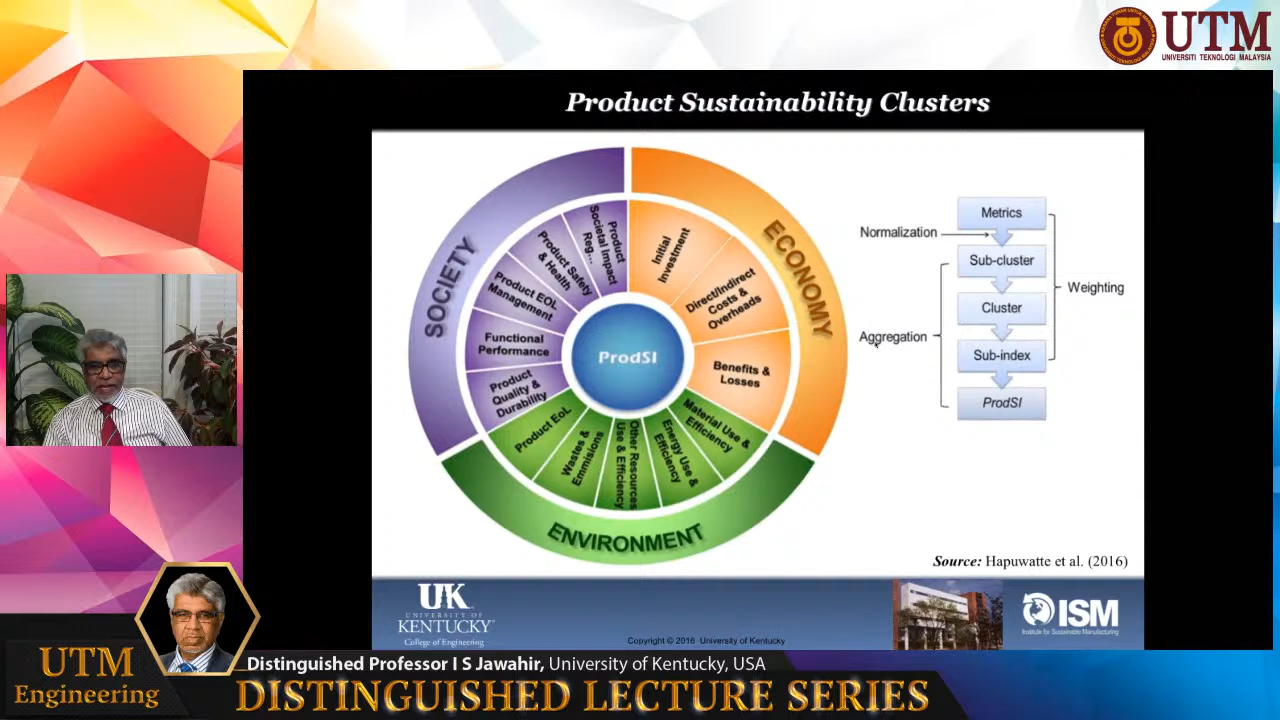 UTM
UNIVERSITI TEKNOLOGI MALAYSIA
Product Sustainability Clusters
SOCIETY
ECONOMY
ENVIRONMENT
Product
Societal Impact
Reg...
Product Safety
& Health
Product EOL
Management
Functional
Performance
Product
Quality &
Durability
Initial
Investment
Direct/Indirect
Costs &
Overheads
Benefits &
Losses
ProdSI
Product EoL
Wastes &
Emmisions
Other Resources
Use & Efficiency
Energy Use &
Efficiency
Material Use &
Efficiency
Metrics
Normalization
Sub-cluster
Cluster
Weighting
Aggregation
Sub-index
ProdSI
Source: Hapuwatte et al. (2016)
UK
UNIVERSITY OF
KENTUCKY
College of Engineering
Copyright © 2016 University of Kentucky
ISM
Institute for Sustainable Manufacturing
UTM
Engineering
Distinguished Professor I S Jawahir, University of Kentucky, USA
DISTINGUISHED LECTURE SERIES